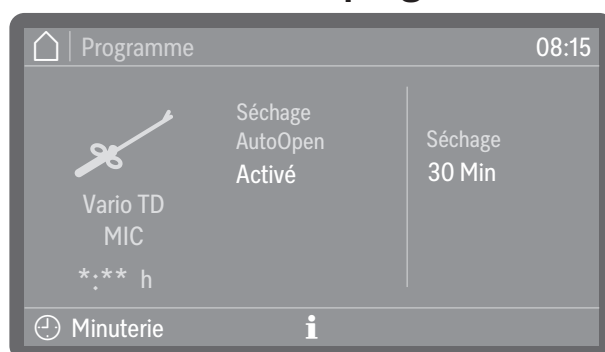 Programme
08:15
Vario TD
MIC
*:** h
Séchage
AutoOpen
Activé
Séchage
30 Min
Minuterie
i